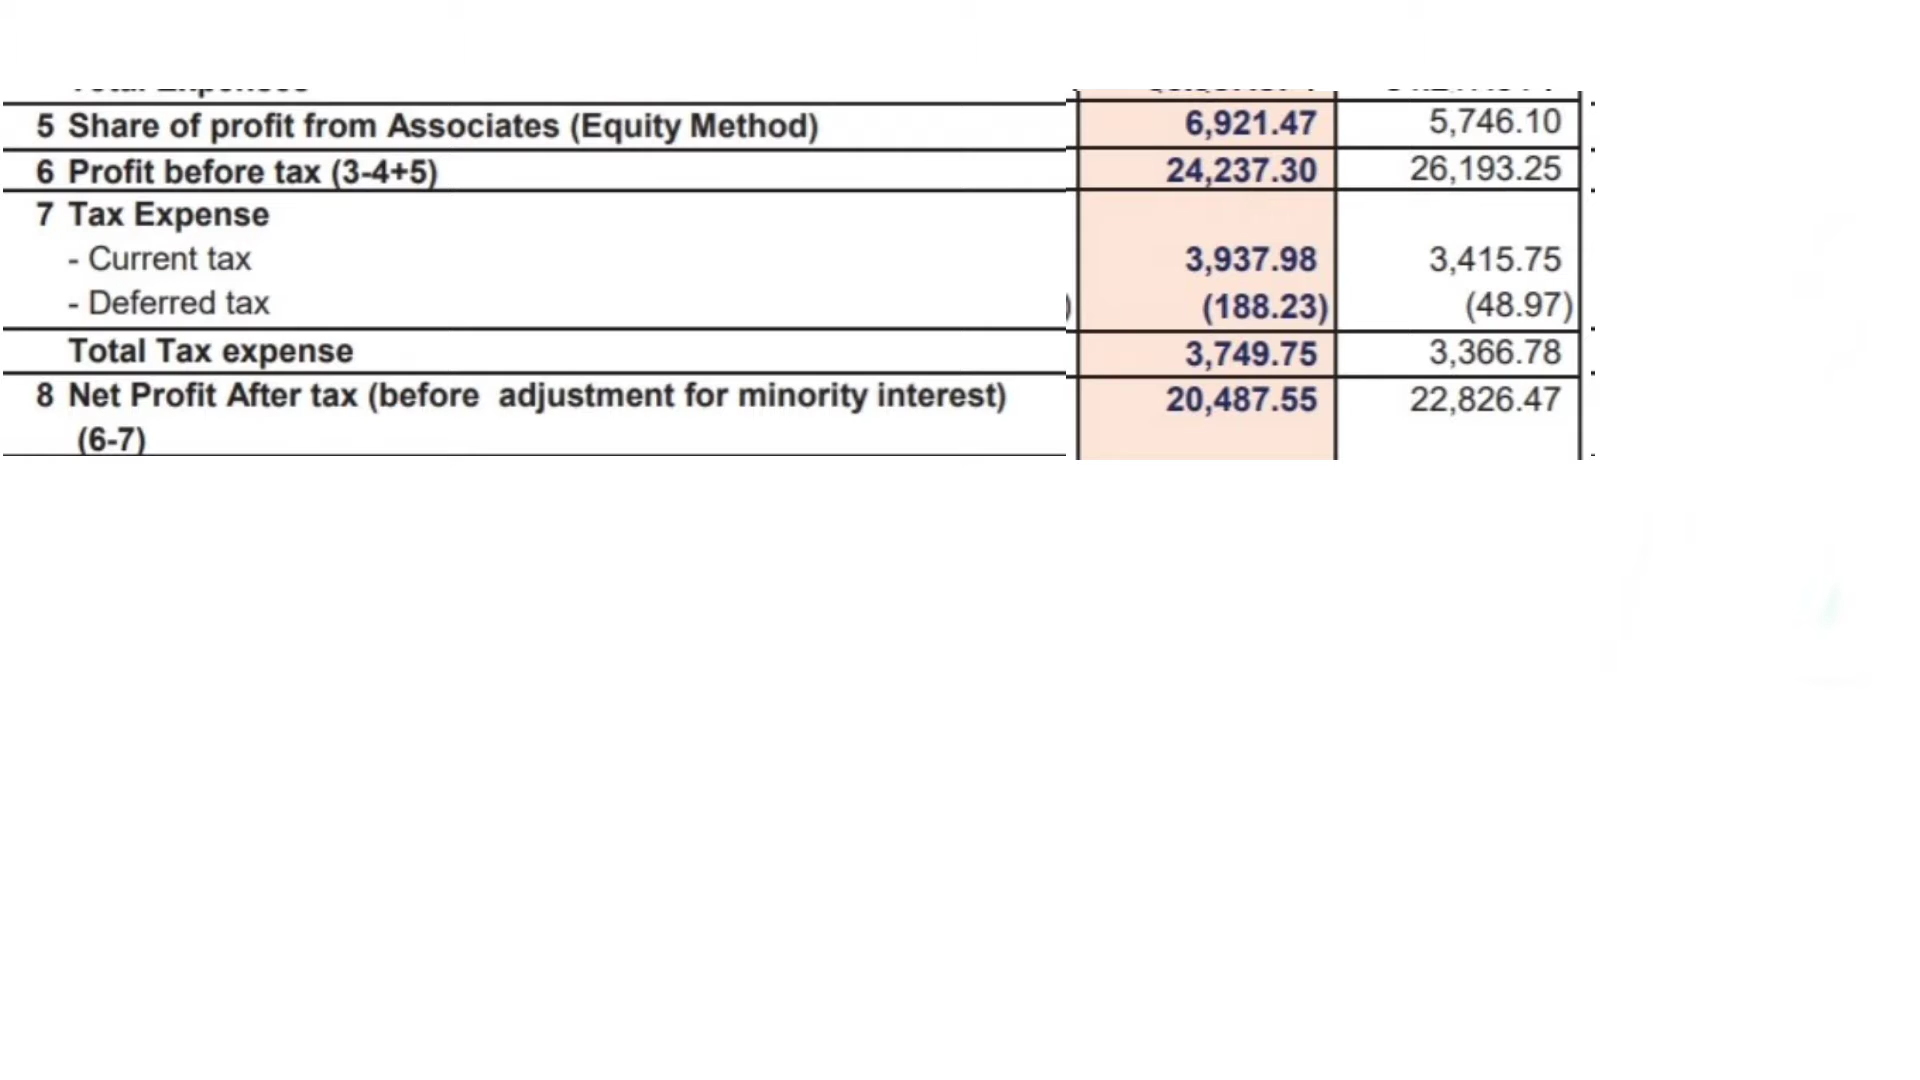 5 Share of profit from Associates (Equity Method) 6,921.47 5,746.10
6 Profit before tax (3-4+5) 24,237.30 26,193.25
7 Tax Expense
- Current tax 3,937.98 3,415.75
- Deferred tax ) (188.23) (48.97)
Total Tax expense 3,749.75 3,366.78
8 Net Profit After tax (before adjustment for minority interest) 20,487.55 22,826.47
(6-7)